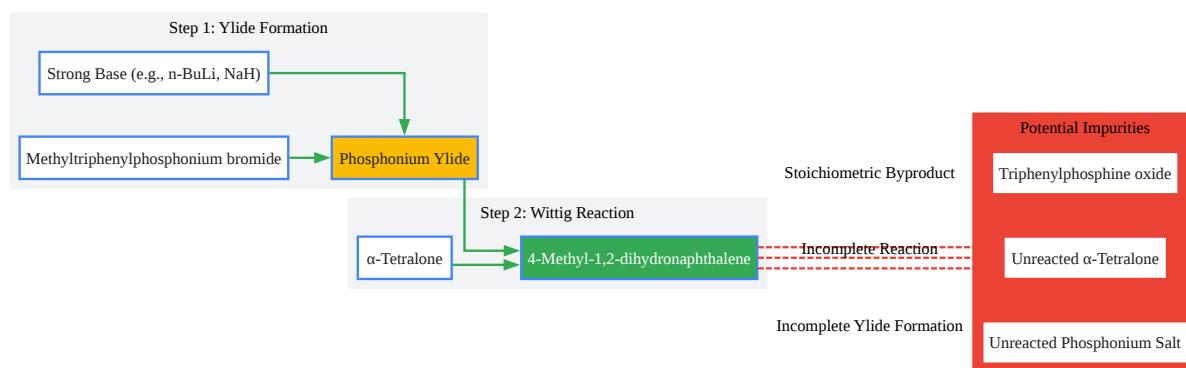 Step 1: Ylide Formation
Strong Base (e.g., n-BuLi, NaH)
Methyltriphenylphosphonium bromide
Phosphonium Ylide
Step 2: Wittig Reaction
α-Tetralone
4-Methyl-1,2-dihydronaphthalene
Potential Impurities
Stoichiometric Byproduct
Triphenylphosphine oxide
Incomplete Reaction
Unreacted α-Tetralone
Incomplete Ylide Formation
Unreacted Phosphonium Salt